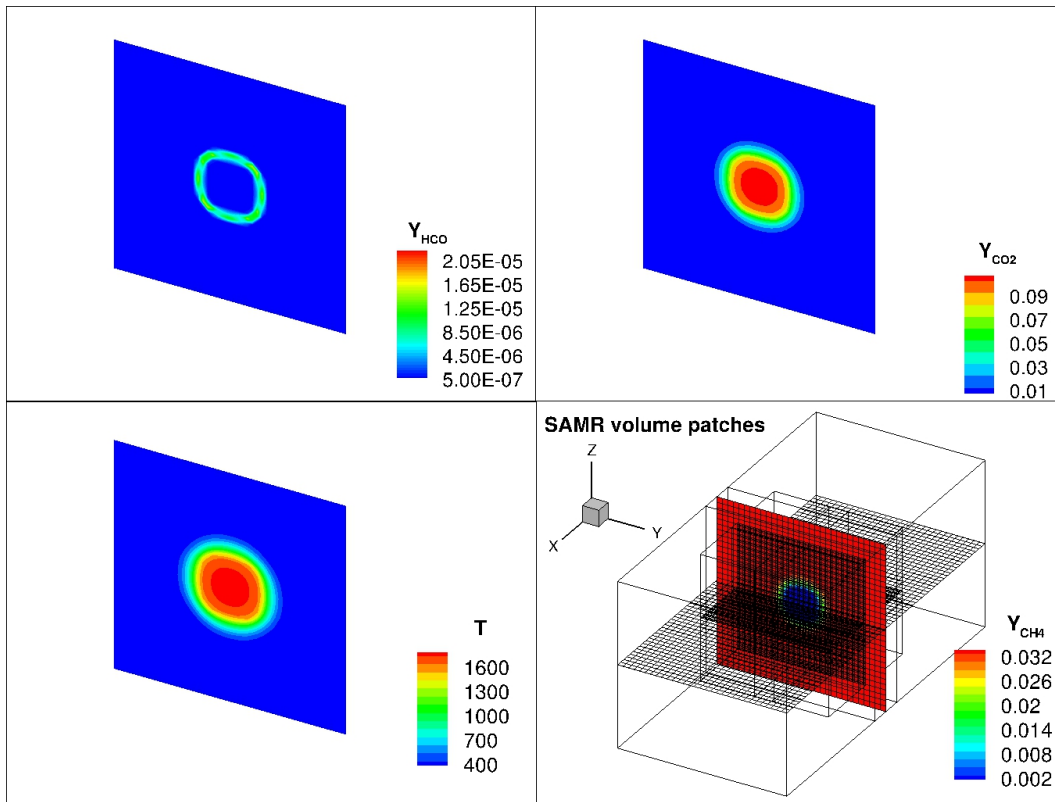 Y_HCO
2.05E-05
1.65E-05
1.25E-05
8.50E-06
4.50E-06
5.00E-07
Y_CO2
0.09
0.07
0.05
0.03
0.01
T
1600
1300
1000
700
400
SAMR volume patches
Z
X
Y
Y_CH4
0.032
0.026
0.02
0.014
0.008
0.002